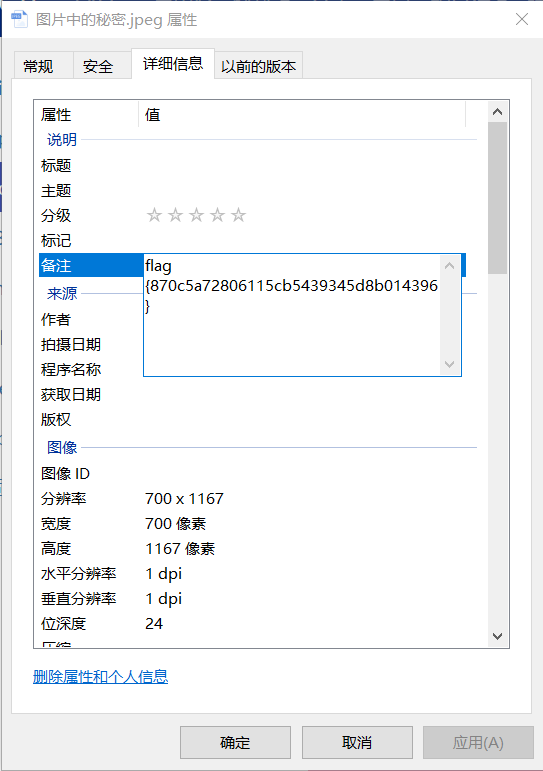 图片中的秘密.jpeg 属性
常规 安全 详细信息 以前的版本
属性 值
说明
标题
主题
分级
标记
备注 flag
{870c5a72806115cb5439345d8b014396
}
来源
作者
拍摄日期
程序名称
获取日期
版权
图像
图像 ID
分辨率 700 x 1167
宽度 700 像素
高度 1167 像素
水平分辨率 1 dpi
垂直分辨率 1 dpi
位深度 24
压缩
删除属性和个人信息
确定 取消 应用(A)